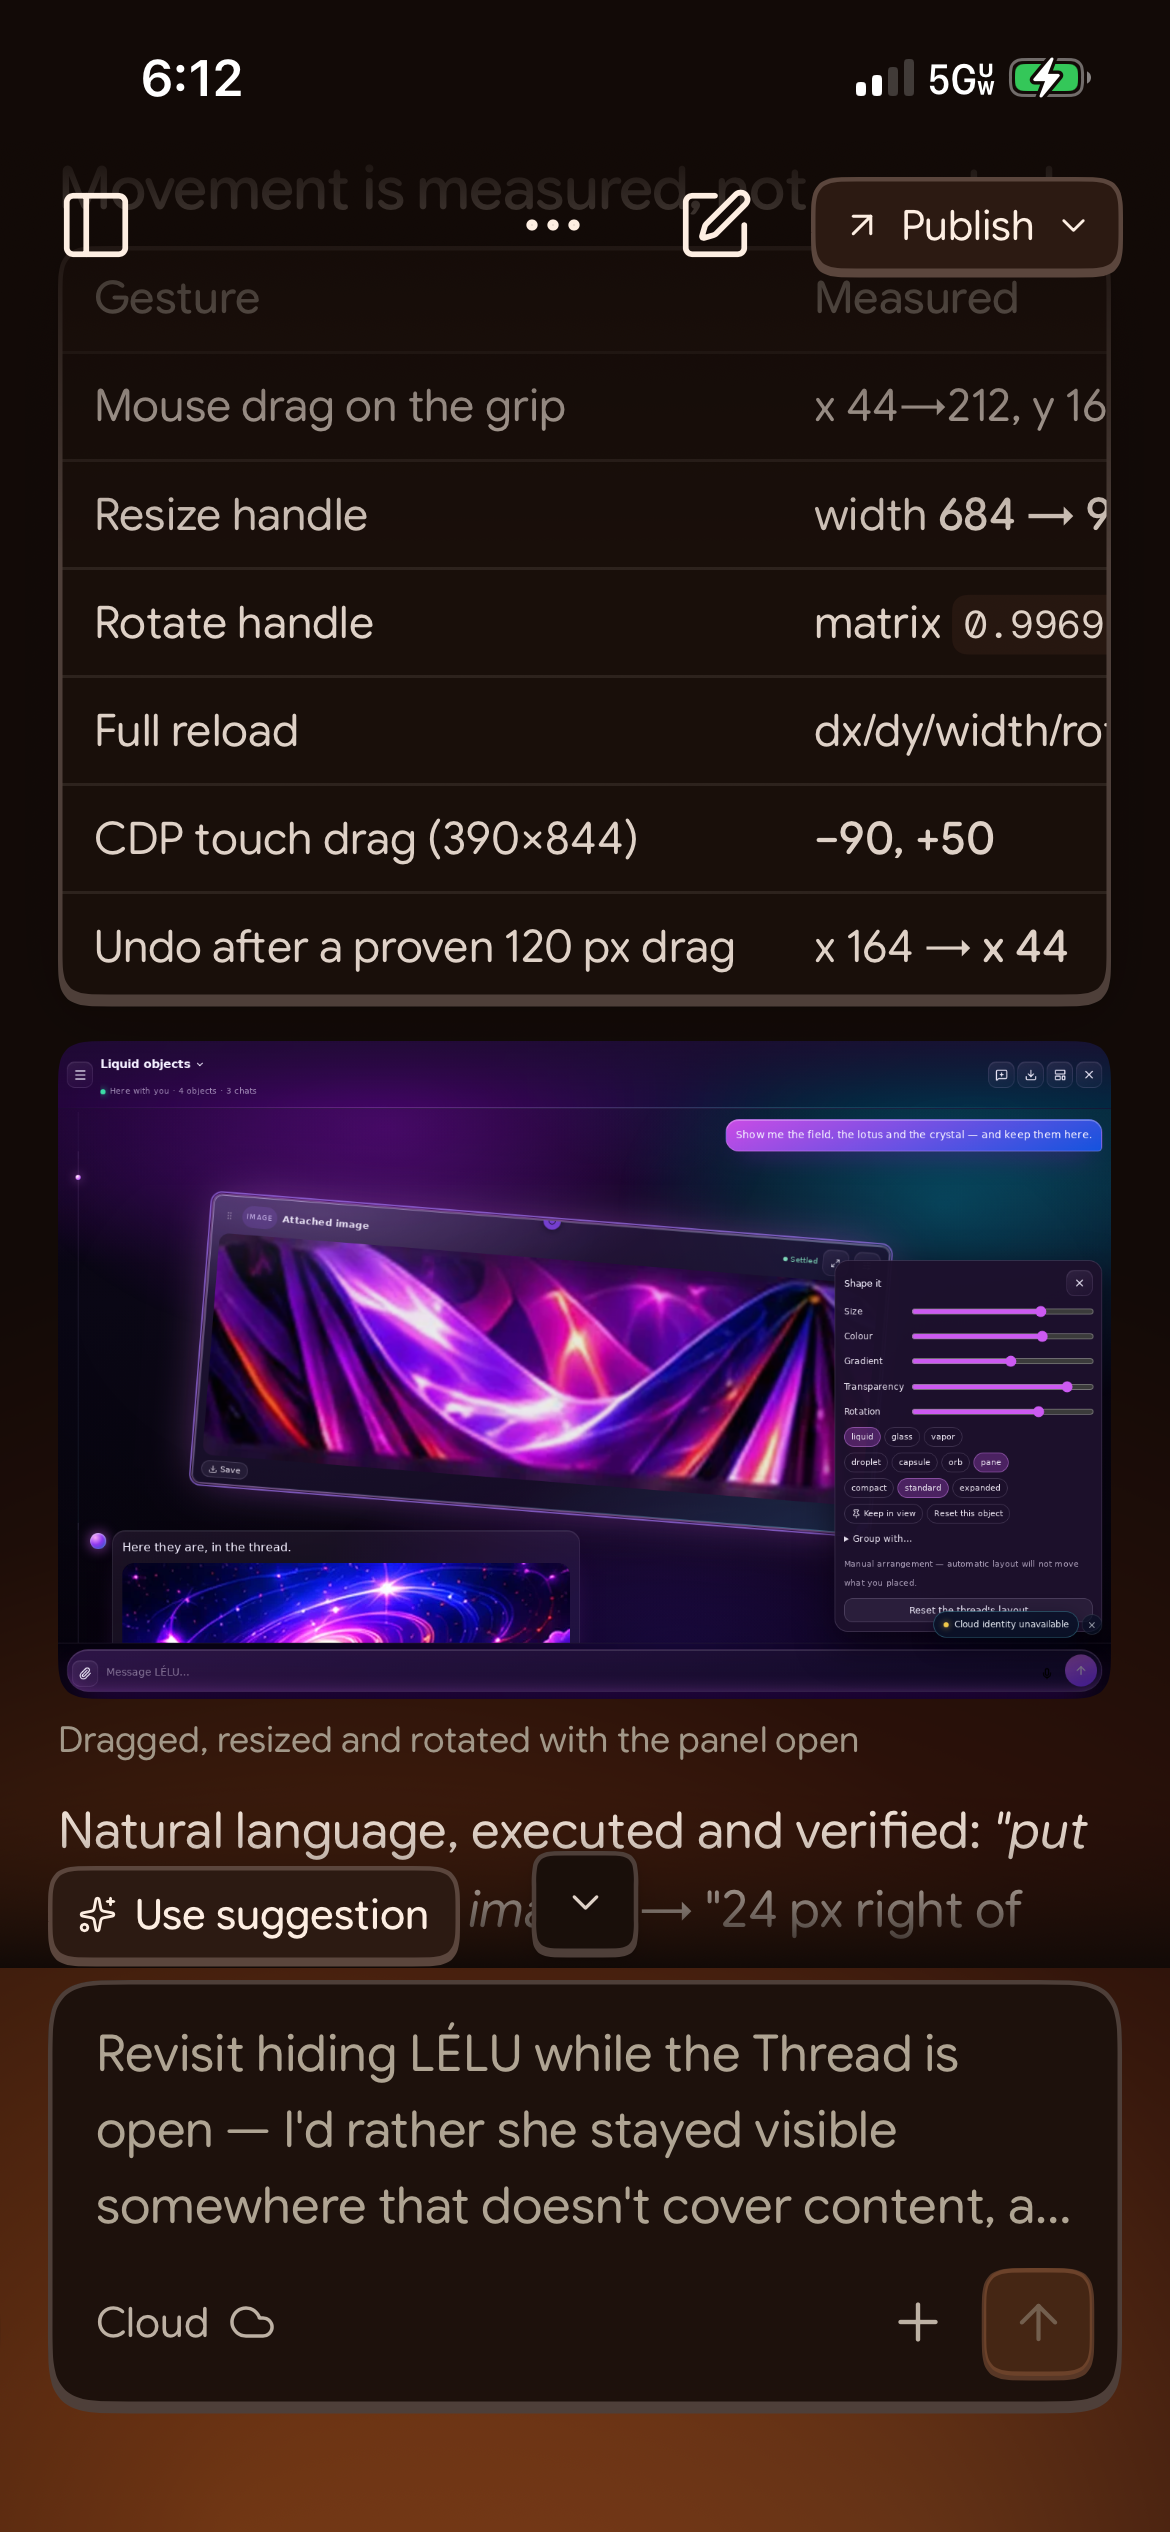 6:12
5GUW
Movement is measured, not
Publish
Gesture Measured
Mouse drag on the grip x 44→212, y 16
Resize handle width 684 → 9
Rotate handle matrix 0.9969
Full reload dx/dy/width/rot
CDP touch drag (390×844) −90, +50
Undo after a proven 120 px drag x 164 → x 44
Liquid objects
Here with you · 4 objects · 3 chats
Show me the field, the lotus and the crystal — and keep them here.
IMAGE Attached image
Settled
Save
Shape it
Size
Colour
Gradient
Transparency
Rotation
liquid glass vapor
droplet capsule orb pane
compact standard expanded
Keep in view Reset this object
Group with...
Manual arrangement — automatic layout will not move
what you placed.
Reset the thread's layout
Cloud identity unavailable
Here they are, in the thread.
Message LÉLU...
Dragged, resized and rotated with the panel open
Natural language, executed and verified: "put
→ "24 px right of
Use suggestion
Revisit hiding LÉLU while the Thread is
open — I'd rather she stayed visible
somewhere that doesn't cover content, a...
Cloud